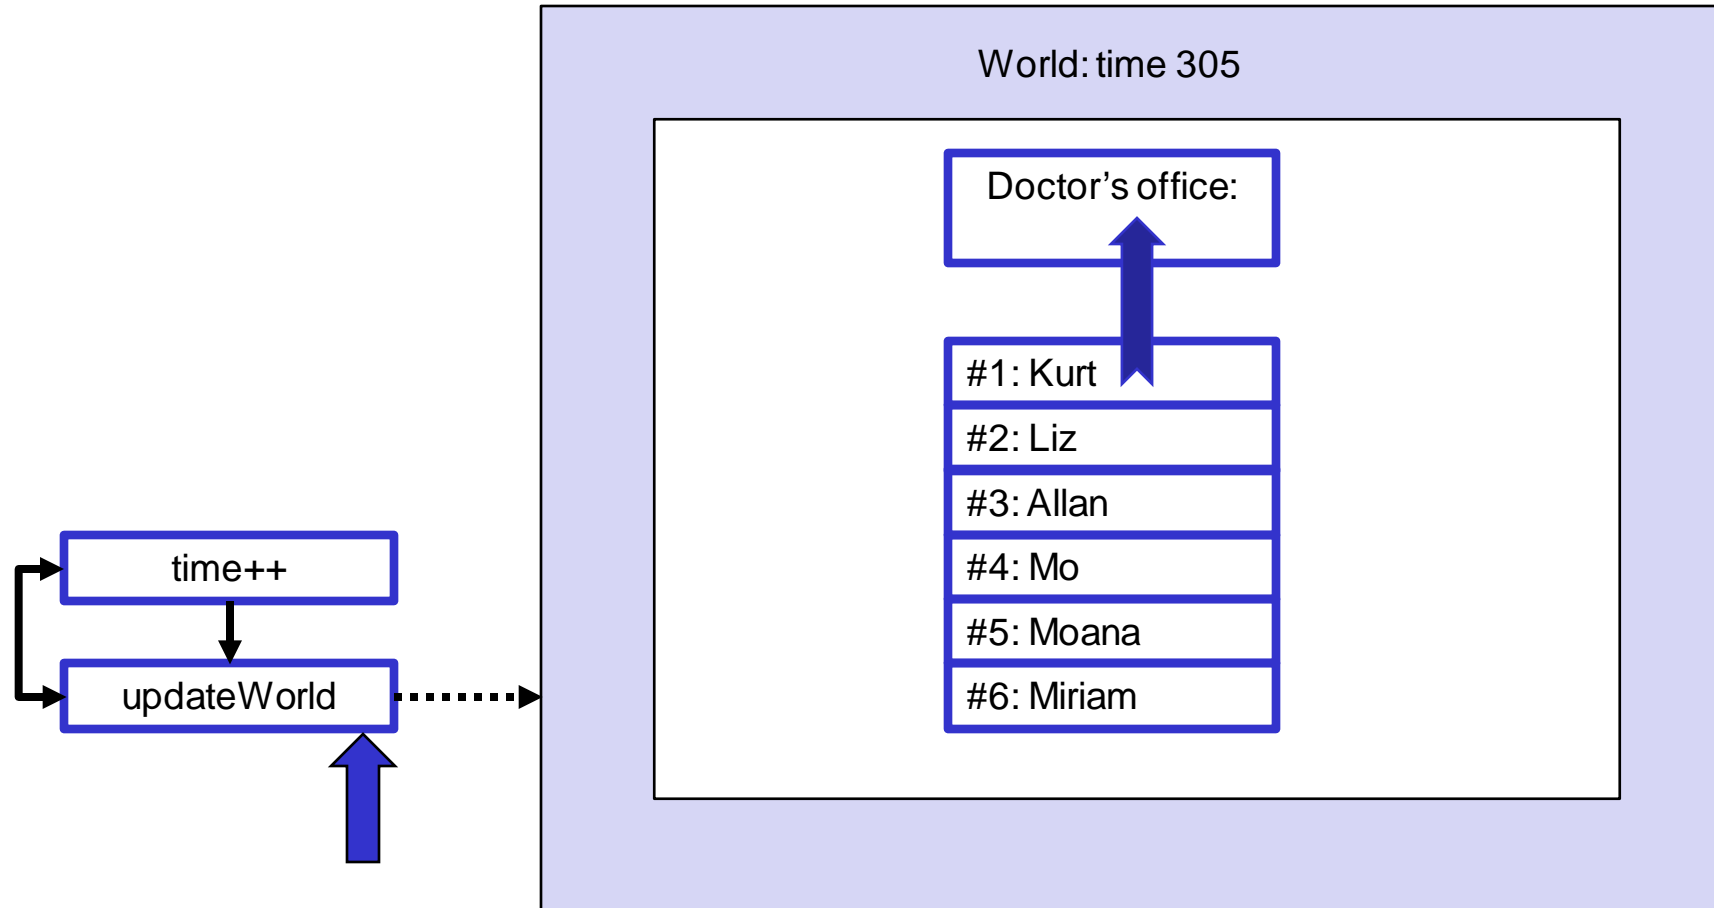 World: time 305
Doctor’s office:
#1: Kurt
#2: Liz
#3: Allan
#4: Mo
#5: Moana
#6: Miriam
time++
updateWorld